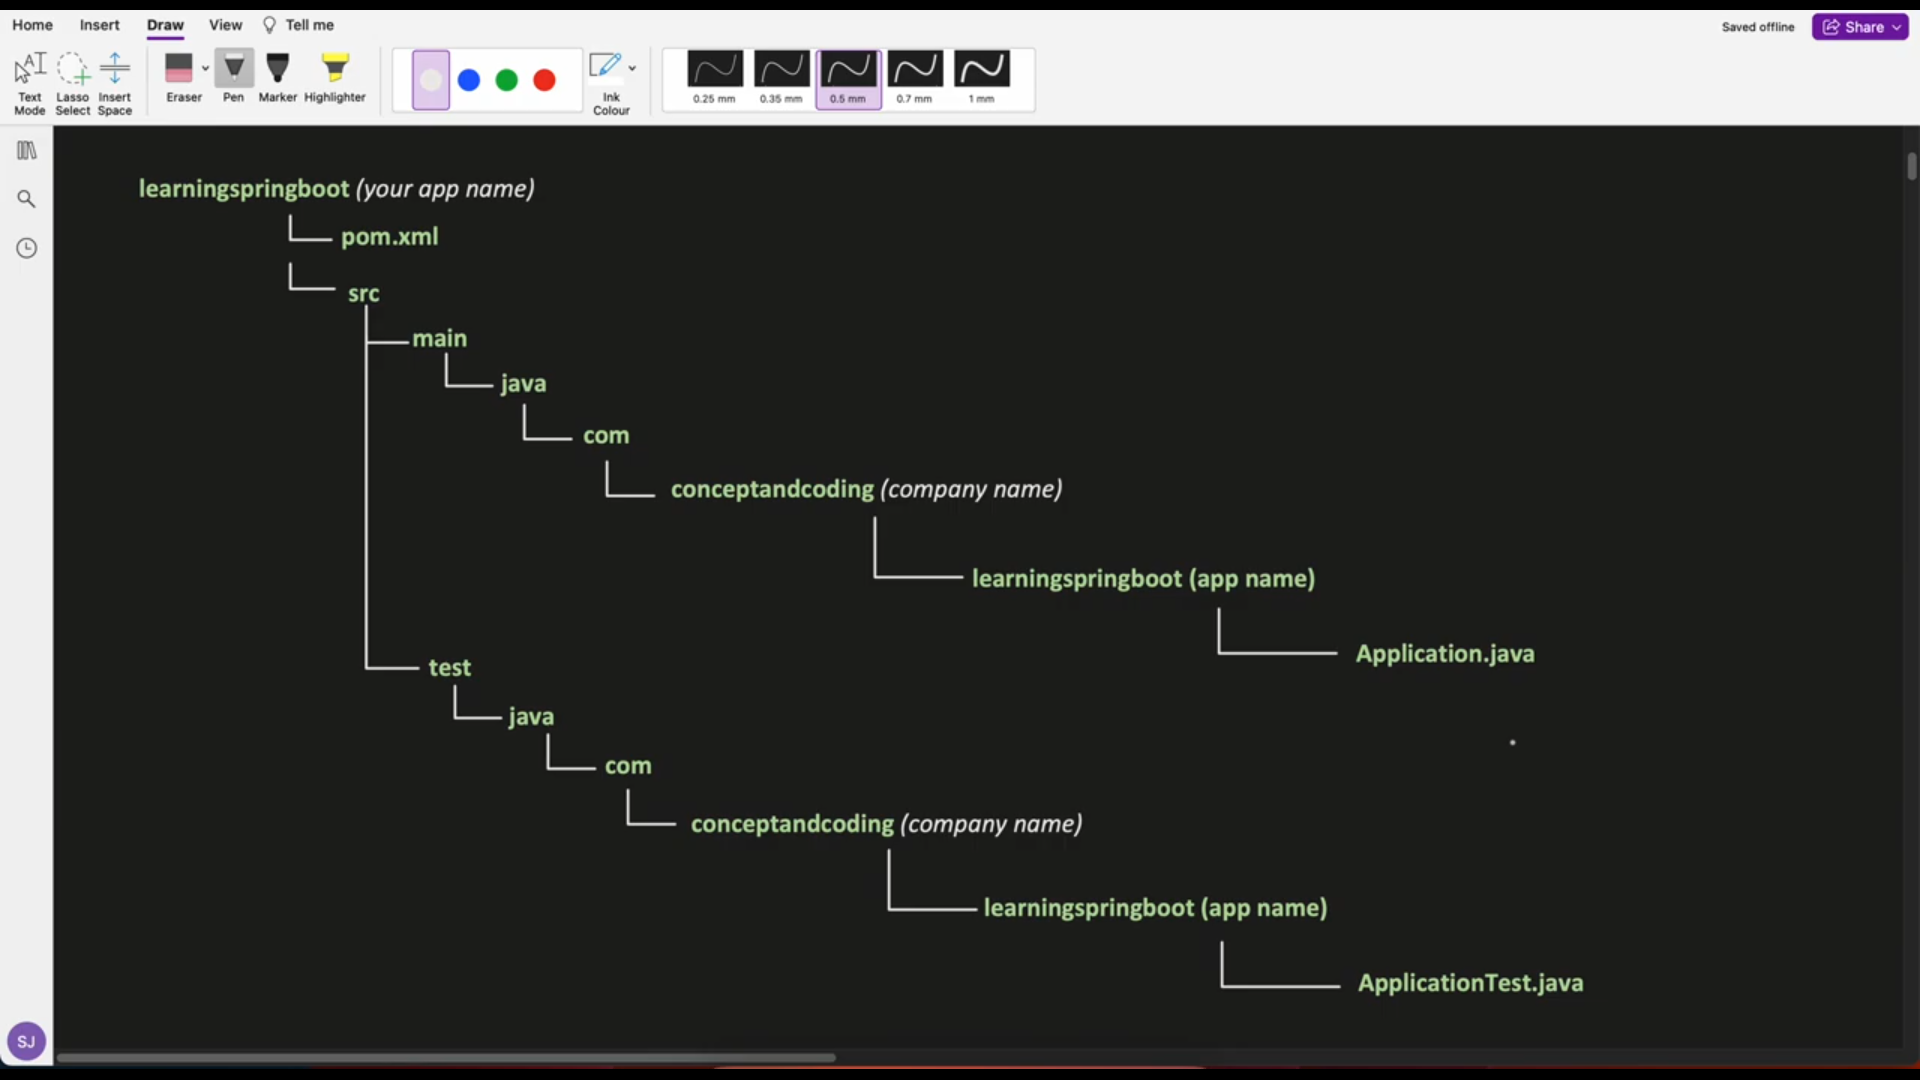 Home Insert Draw View Tell me
Saved offline Share
Text Mode Lasso Select Insert Space Eraser Pen Marker Highlighter Ink Colour 0.25 mm 0.35 mm 0.5 mm 0.7 mm 1 mm
learningspringboot (your app name)
pom.xml
src
main
java
com
conceptandcoding (company name)
learningspringboot (app name)
Application.java
test
java
com
conceptandcoding (company name)
learningspringboot (app name)
ApplicationTest.java
SJ